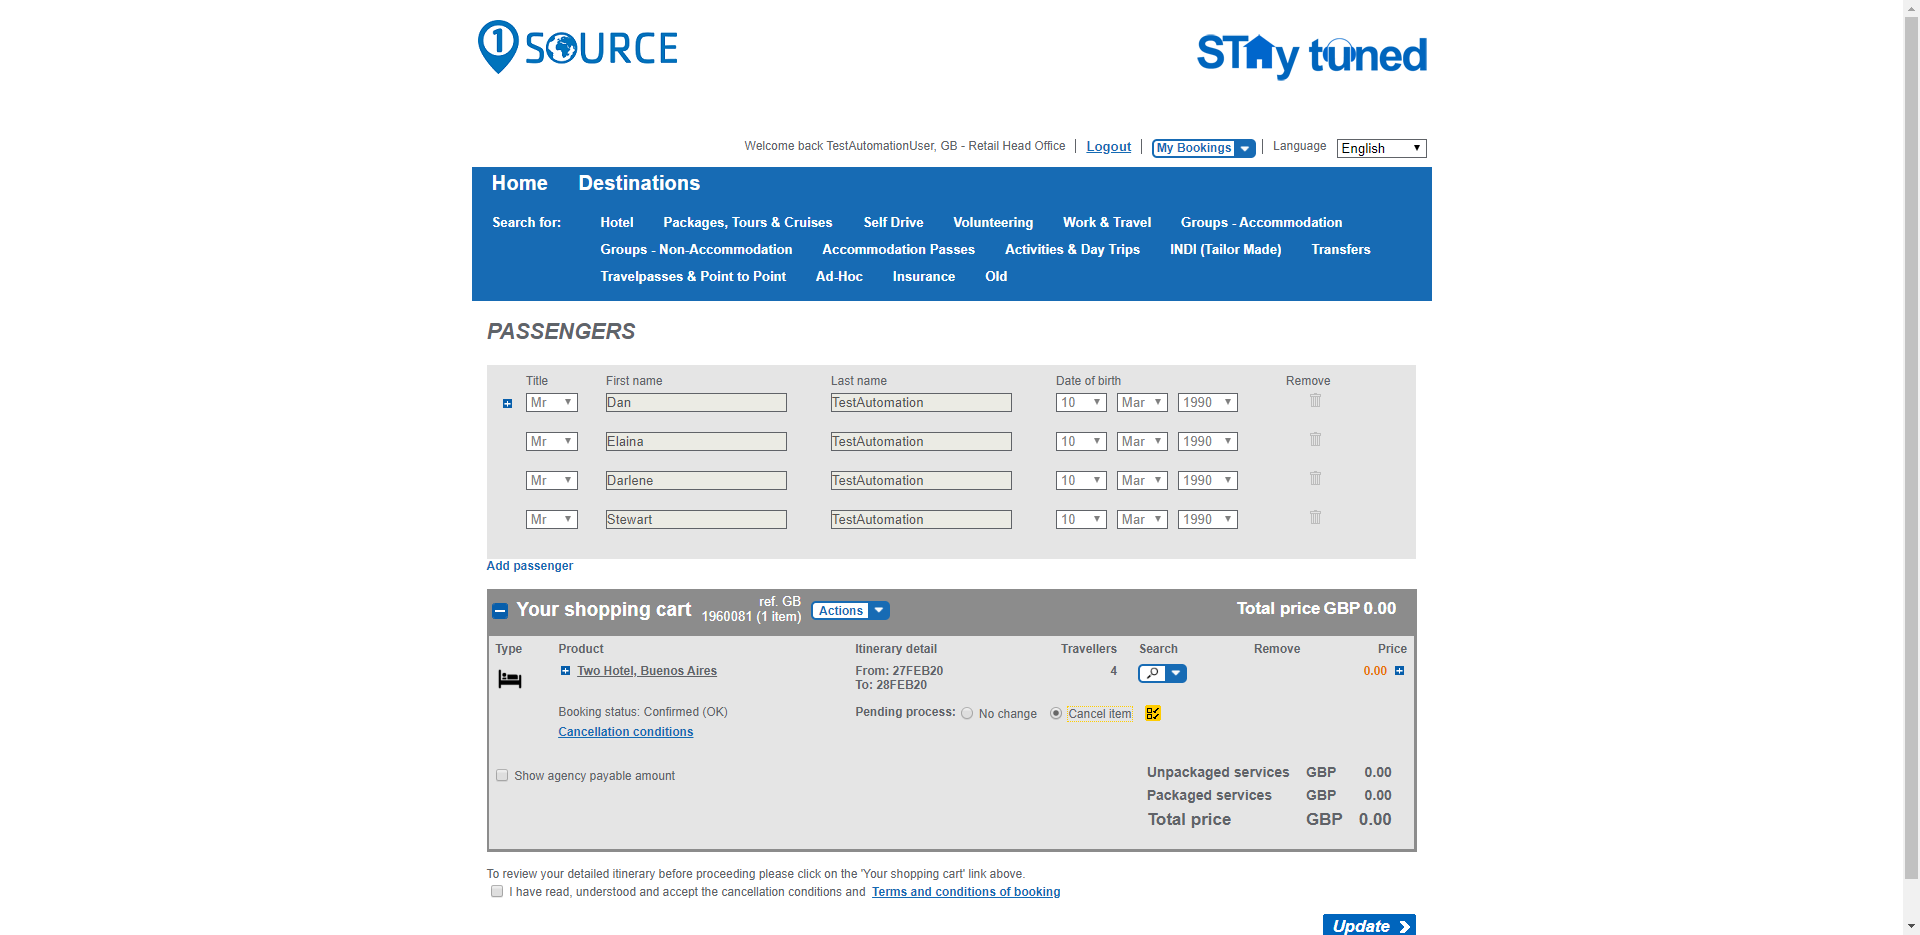 1 SOURCE
STAy tuned
Welcome back TestAutomationUser, GB - Retail Head Office Logout My Bookings Language English
Home Destinations
Search for: Hotel Packages, Tours & Cruises Self Drive Volunteering Work & Travel Groups - Accommodation
Groups - Non-Accommodation Accommodation Passes Activities & Day Trips INDI (Tailor Made) Transfers
Travelpasses & Point to Point Ad-Hoc Insurance Old
PASSENGERS
Title First name Last name Date of birth Remove
Mr Dan TestAutomation 10 Mar 1990
Mr Elaina TestAutomation 10 Mar 1990
Mr Darlene TestAutomation 10 Mar 1990
Mr Stewart TestAutomation 10 Mar 1990
Add passenger
Your shopping cart ref. GB 1960081 (1 item) Actions Total price GBP 0.00
Type Product Itinerary detail Travellers Search Remove Price
Two Hotel, Buenos Aires From: 27FEB20 4 0.00
To: 28FEB20
Booking status: Confirmed (OK) Pending process: No change Cancel item
Cancellation conditions
Show agency payable amount
Unpackaged services GBP 0.00
Packaged services GBP 0.00
Total price GBP 0.00
To review your detailed itinerary before proceeding please click on the 'Your shopping cart' link above.
I have read, understood and accept the cancellation conditions and Terms and conditions of booking
Update